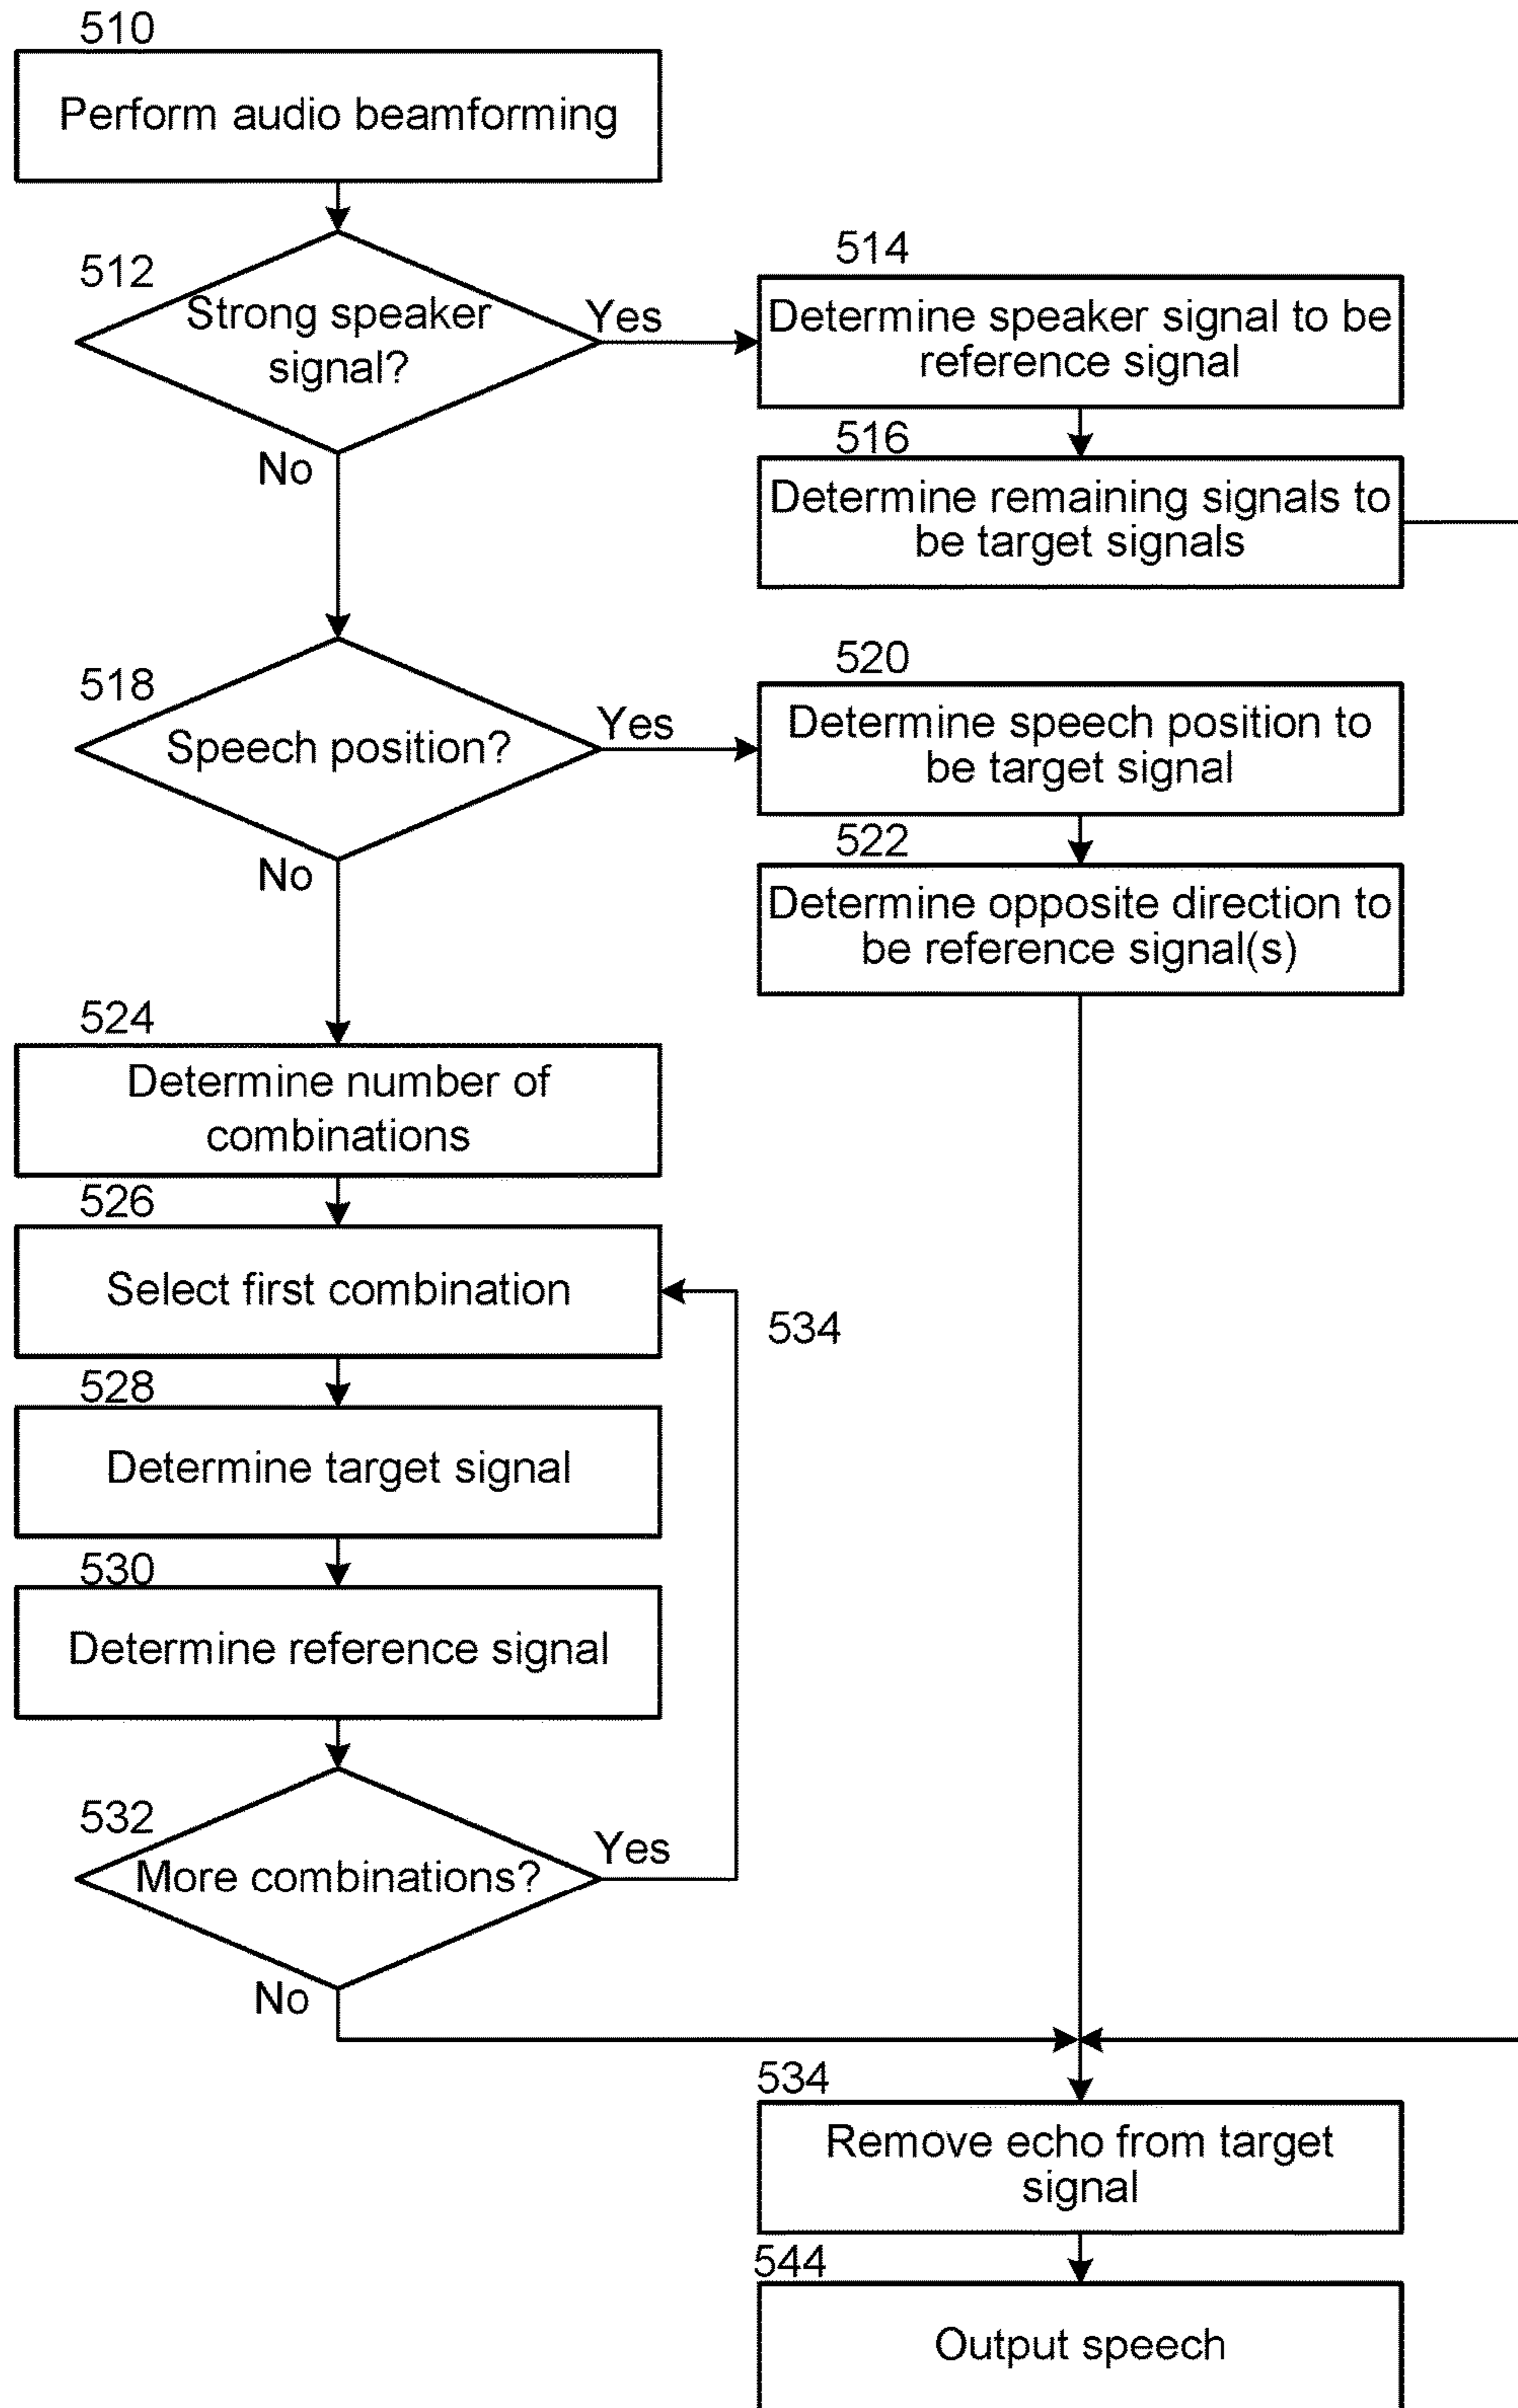 510
Perform audio beamforming
512
Strong speaker
signal?
Yes
No
514
Determine speaker signal to be
reference signal
516
Determine remaining signals to
be target signals
518
Speech position?
Yes
No
520
Determine speech position to
be target signal
522
Determine opposite direction to
be reference signal(s)
524
Determine number of
combinations
526
Select first combination
534
528
Determine target signal
530
Determine reference signal
532
More combinations?
Yes
No
534
Remove echo from target
signal
544
Output speech